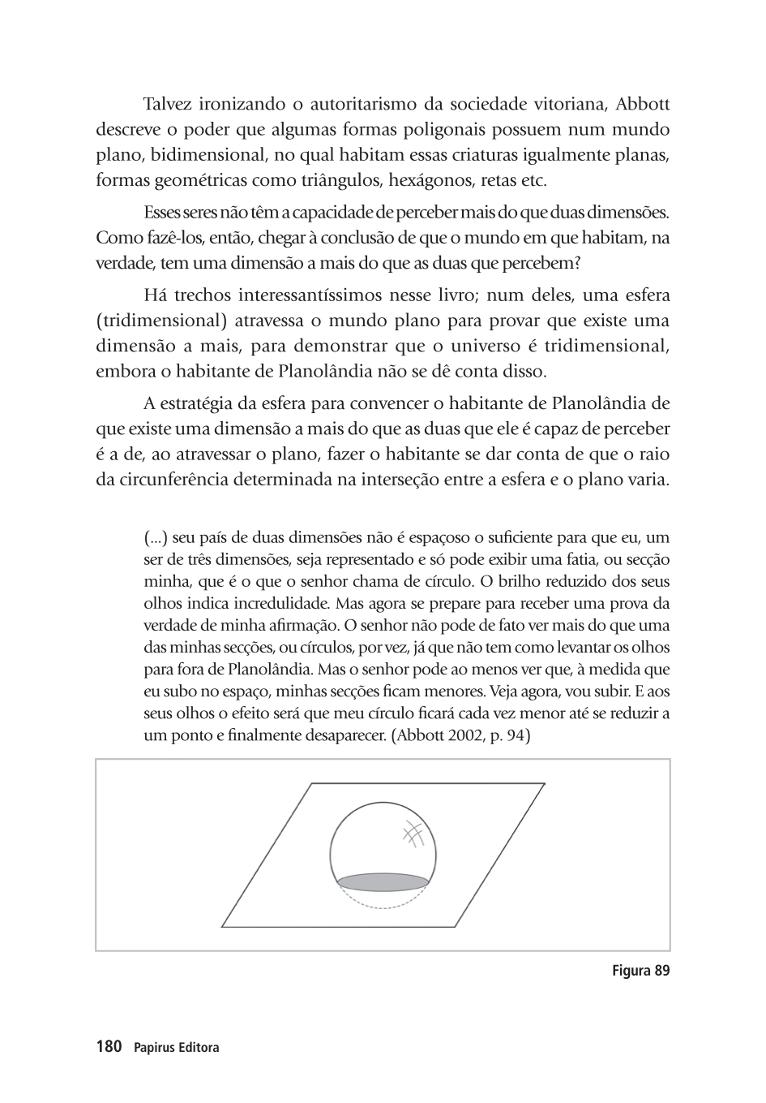 Talvez ironizando o autoritarismo da sociedade vitoriana, Abbott
descreve o poder que algumas formas poligonais possuem num mundo
plano, bidimensional, no qual habitam essas criaturas igualmente planas,
formas geométricas como triângulos, hexágonos, retas etc.
Esses seres não têm a capacidade de perceber mais do que duas dimensões.
Como fazê-los, então, chegar à conclusão de que o mundo em que habitam, na
verdade, tem uma dimensão a mais do que as duas que percebem?
Há trechos interessantíssimos nesse livro; num deles, uma esfera
(tridimensional) atravessa o mundo plano para provar que existe uma
dimensão a mais, para demonstrar que o universo é tridimensional,
embora o habitante de Planolândia não se dê conta disso.
A estratégia da esfera para convencer o habitante de Planolândia de
que existe uma dimensão a mais do que as duas que ele é capaz de perceber
é a de, ao atravessar o plano, fazer o habitante se dar conta de que o raio
da circunferência determinada na interseção entre a esfera e o plano varia.
(...) seu país de duas dimensões não é espaçoso o suficiente para que eu, um
ser de três dimensões, seja representado e só pode exibir uma fatia, ou secção
minha, que é o que o senhor chama de círculo. O brilho reduzido dos seus
olhos indica incredulidade. Mas agora se prepare para receber uma prova da
verdade de minha afirmação. O senhor não pode de fato ver mais do que uma
das minhas secções, ou círculos, por vez, já que não tem como levantar os olhos
para fora de Planolândia. Mas o senhor pode ao menos ver que, à medida que
eu subo no espaço, minhas secções ficam menores. Veja agora, vou subir. E aos
seus olhos o efeito será que meu círculo ficará cada vez menor até se reduzir a
um ponto e finalmente desaparecer. (Abbott 2002, p. 94)
Figura 89
180 Papirus Editora